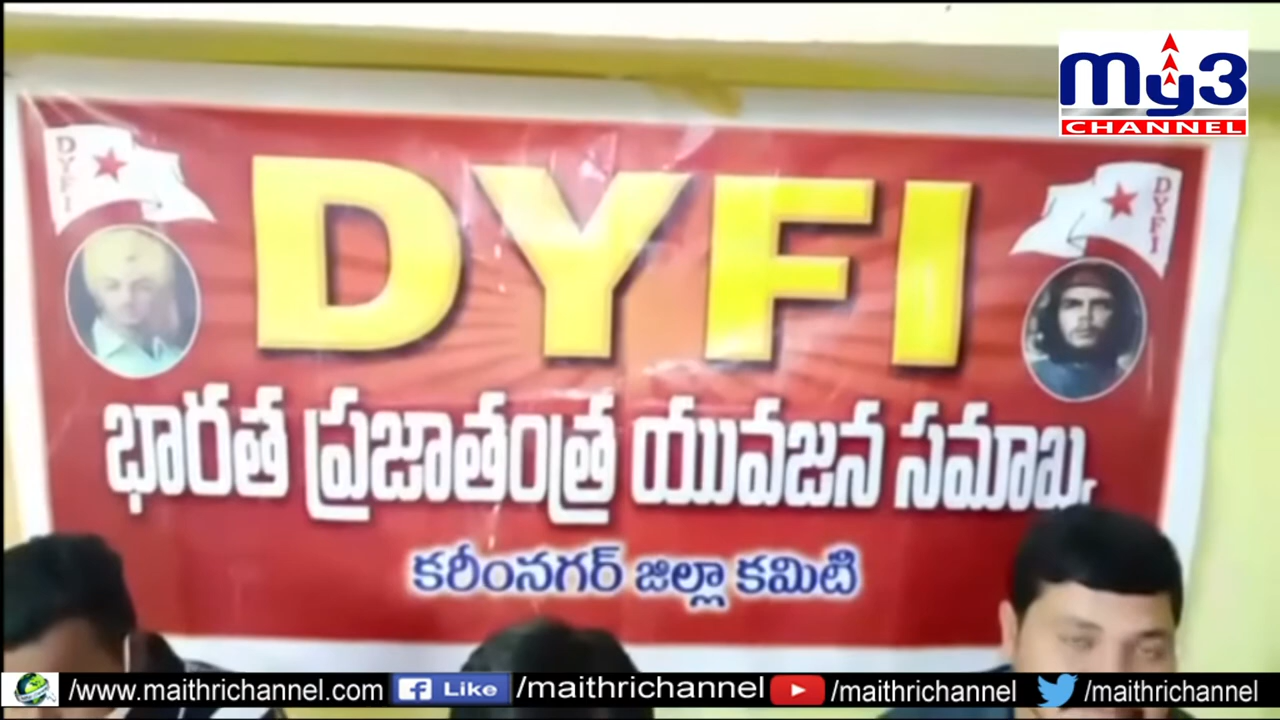 my3
CHANNEL
DYFI
DYFI
DYFI
భారత ప్రజాతంత్ర యువజన సమాఖ్య
కరీంనగర్ జిల్లా కమిటి
/www.maithrichannel.com
Like
/maithrichannel
/maithrichannel
/maithrichannel